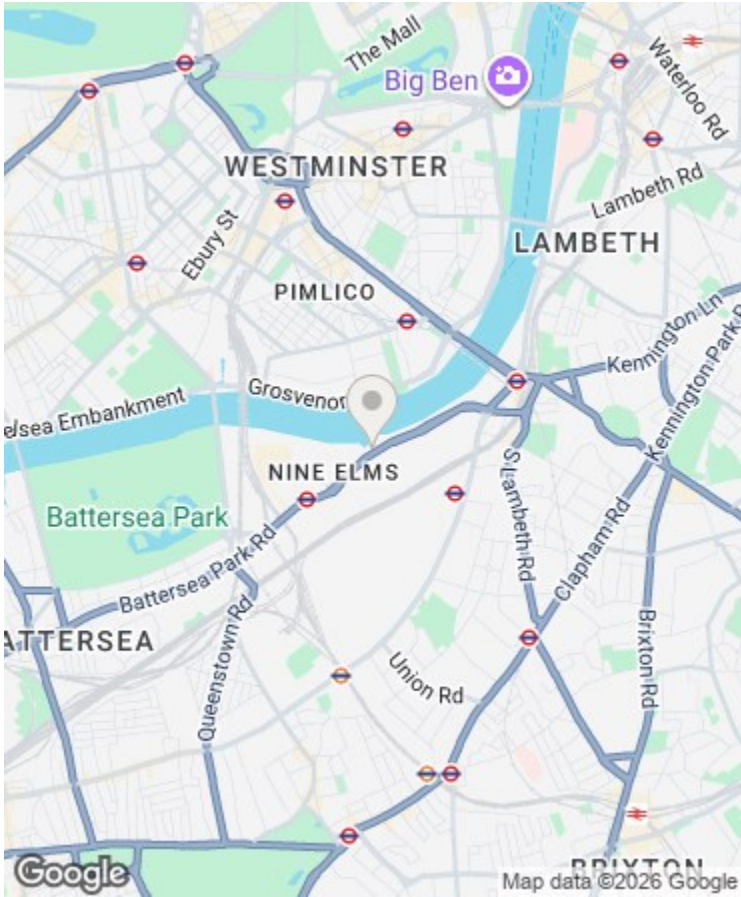 The Mall
Big Ben
Waterloo Rd
WESTMINSTER
Lambeth Rd
Ebury St
LAMBETH
PIMLICO
Kennington Ln
Kennington Park R
Grosvenor
elsea Embankment
NINE ELMS
Battersea Park
S Lambeth Rd
Clapham Rd
Battersea Park Rd
Brixton Rd
ATTERSEA
Queenstown Rd
Union Rd
BRIXTON
Google
Map data ©2026 Google